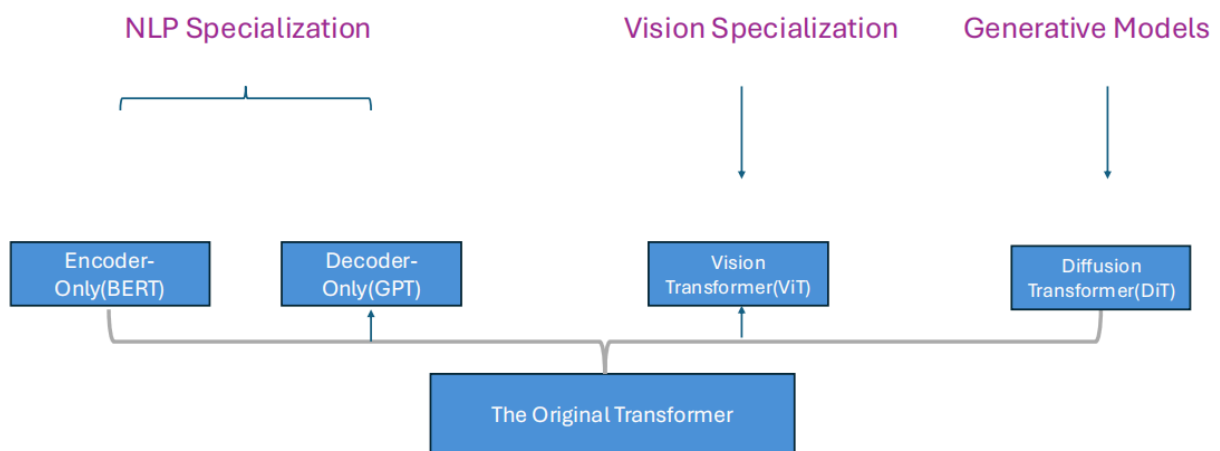 NLP Specialization
Vision Specialization
Generative Models
Encoder-
Only(BERT)
Decoder-
Only(GPT)
Vision
Transformer(ViT)
Diffusion
Transformer(DiT)
The Original Transformer